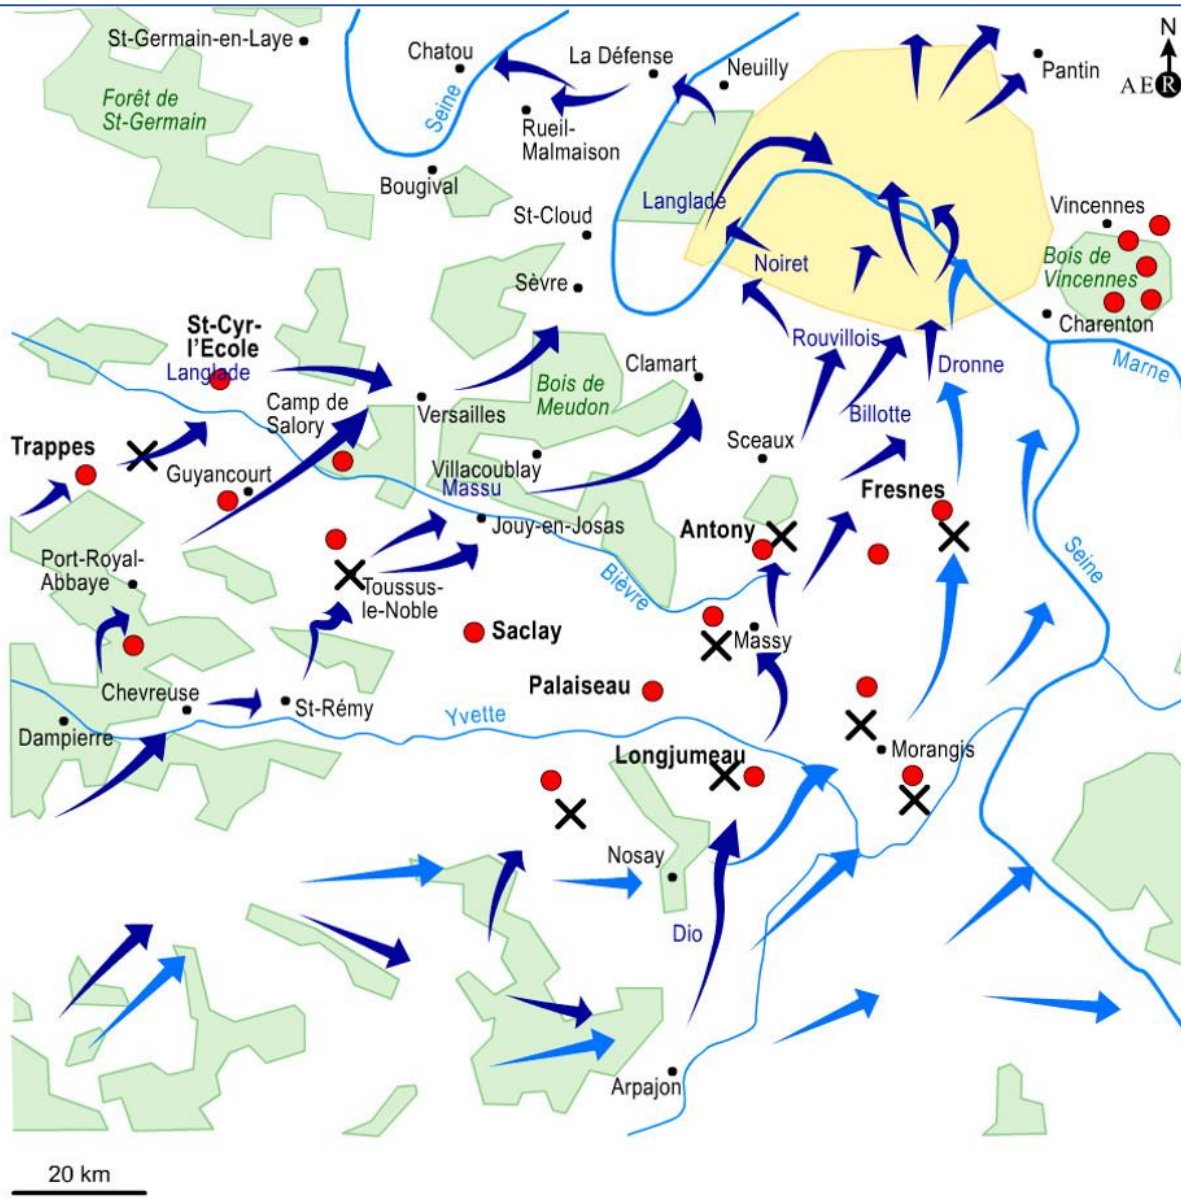 N
AER
St-Germain-en-Laye
Chatou
La Défense
Neuilly
Pantin
Forêt de
St-Germain
Seine
Rueil-
Malmaison
Bougival
Langlade
Vincennes
St-Cloud
Bois de
Vincennes
Noiret
Sèvre
Charenton
St-Cyr-
l'Ecole
Langlade
Rouvillois
Marne
Clamart
Dronne
Bois de
Meudon
Camp de
Salory
Versailles
Billotte
Trappes
Sceaux
Guyancourt
Villacoublay
Massu
Fresnes
Jouy-en-Josas
Antony
Port-Royal-
Abbaye
Toussus-
le-Noble
Bièvre
Seine
Saclay
Massy
Palaiseau
Chevreuse
St-Rémy
Yvette
Dampierre
Longjumeau
Morangis
Nosay
Dio
Arpajon
20 km